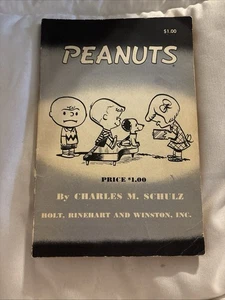 $1.00
PEANUTS
PRICE $1.00
By CHARLES M. SCHULZ
HOLT, RINEHART AND WINSTON, INC.